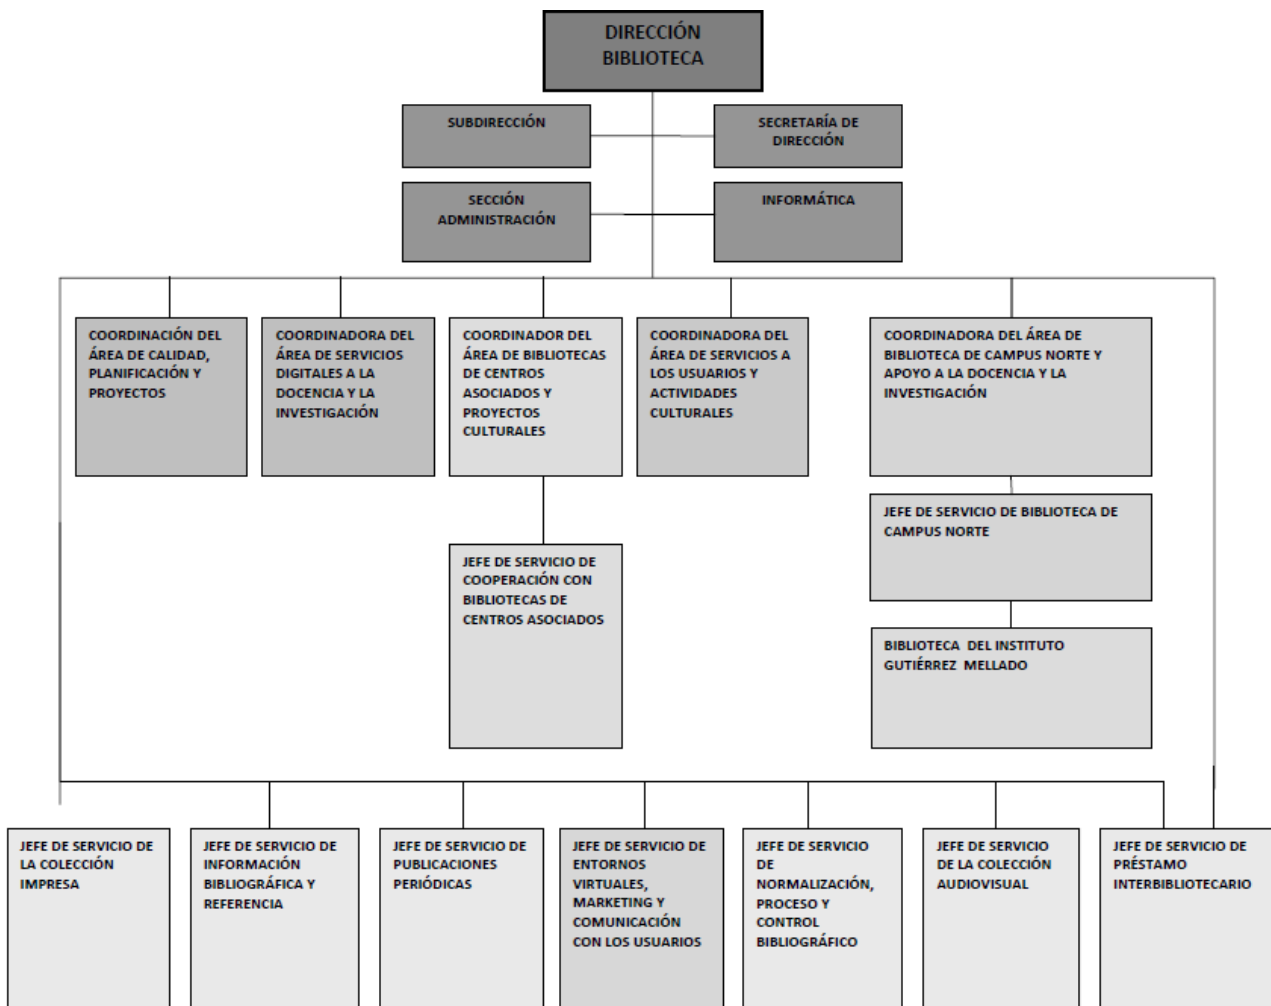 DIRECCIÓN
BIBLIOTECA
SUBDIRECCIÓN
SECRETARÍA DE
DIRECCIÓN
SECCIÓN
ADMINISTRACIÓN
INFORMÁTICA
COORDINACIÓN DEL
ÁREA DE CALIDAD,
PLANIFICACIÓN Y
PROYECTOS
COORDINADORA DEL
ÁREA DE SERVICIOS
DIGITALES A LA
DOCENCIA Y LA
INVESTIGACIÓN
COORDINADOR DEL
ÁREA DE BIBLIOTECAS
DE CENTROS
ASOCIADOS Y
PROYECTOS
CULTURALES
COORDINADORA DEL
ÁREA DE SERVICIOS A
LOS USUARIOS Y
ACTIVIDADES
CULTURALES
COORDINADORA DEL ÁREA DE
BIBLIOTECA DE CAMPUS NORTE Y
APOYO A LA DOCENCIA Y LA
INVESTIGACIÓN
JEFE DE SERVICIO DE BIBLIOTECA DE
CAMPUS NORTE
JEFE DE SERVICIO DE
COOPERACIÓN CON
BIBLIOTECAS DE
CENTROS ASOCIADOS
BIBLIOTECA DEL INSTITUTO
GUTIÉRREZ MELLADO
JEFE DE SERVICIO DE
LA COLECCIÓN
IMPRESA
JEFE DE SERVICIO DE
INFORMACIÓN
BIBLIOGRÁFICA Y
REFERENCIA
JEFE DE SERVICIO DE
PUBLICACIONES
PERIÓDICAS
JEFE DE SERVICIO DE
ENTORNOS
VIRTUALES,
MARKETING Y
COMUNICACIÓN
CON LOS USUARIOS
JEFE DE SERVICIO
DE
NORMALIZACIÓN,
PROCESO Y
CONTROL
BIBLIOGRÁFICO
JEFE DE SERVICIO
DE LA COLECCIÓN
AUDIOVISUAL
JEFE DE SERVICIO DE
PRÉSTAMO
INTERBIBLIOTECARIO